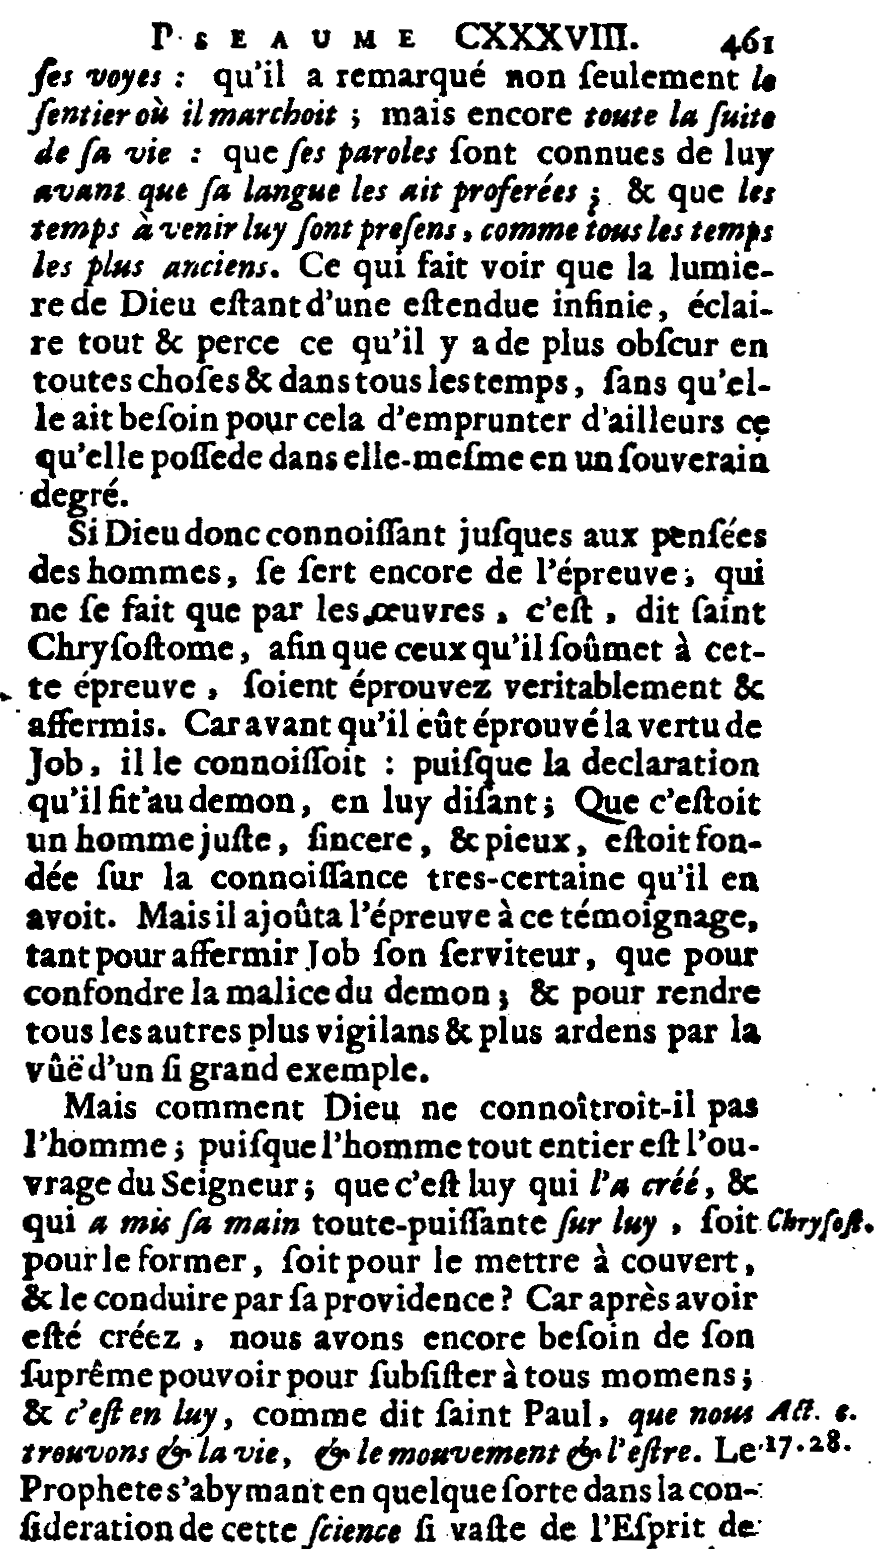 PSEAUME CXXXVIII. 461
ſes voyes : qu'il a remarqué non ſeulement le
ſentier où il marchoit ; mais encore toute la ſuite
de ſa vie : que ſes paroles ſont connues de luy
avant que ſa langue les ait proferées ; & que les
temps à venir luy ſont preſens, comme tous les temps
les plus anciens. Ce qui fait voir que la lumie-
re de Dieu eſtant d'une eſtendue infinie, éclai-
re tout & perce ce qu'il y a de plus obſcur en
toutes choſes & dans tous les temps, ſans qu'el-
le ait beſoin pour cela d'emprunter d'ailleurs ce
qu'elle poſſede dans elle-meſme en un ſouverain
degré.
Si Dieu donc connoiſſant juſques aux penſées
des hommes, ſe ſert encore de l'épreuve, qui
ne ſe fait que par les œuvres, c'eſt, dit ſaint
Chryſoſtome, afin que ceux qu'il ſoûmet à cet-
te épreuve, ſoient éprouvez veritablement &
affermis. Car avant qu'il eût éprouvé la vertu de
Job, il le connoiſſoit : puiſque la declaration
qu'il fit au demon, en luy diſant ; Que c'eſtoit
un homme juſte, ſincere, & pieux, eſtoit fon-
dée ſur la connoiſſance tres-certaine qu'il en
avoit. Mais il ajoûta l'épreuve à ce témoignage,
tant pour affermir Job ſon ſerviteur, que pour
confondre la malice du demon ; & pour rendre
tous les autres plus vigilans & plus ardens par la
vûë d'un ſi grand exemple.
Mais comment Dieu ne connoîtroit-il pas
l'homme ; puiſque l'homme tout entier eſt l'ou-
vrage du Seigneur ; que c'eſt luy qui l'a créé, &
qui a mis ſa main toute-puiſſante ſur luy, ſoit Chryſoſt.
pour le former, ſoit pour le mettre à couvert,
& le conduire par ſa providence ? Car après avoir
eſté créez, nous avons encore beſoin de ſon
ſuprême pouvoir pour ſubſiſter à tous momens ;
& c'eſt en luy, comme dit ſaint Paul, que nous Act. c.
trouvons & la vie, & le mouvement & l'eſtre. Le 17.28.
Prophete s'abymant en quelque ſorte dans la con-
ſideration de cette ſcience ſi vaſte de l'Eſprit de